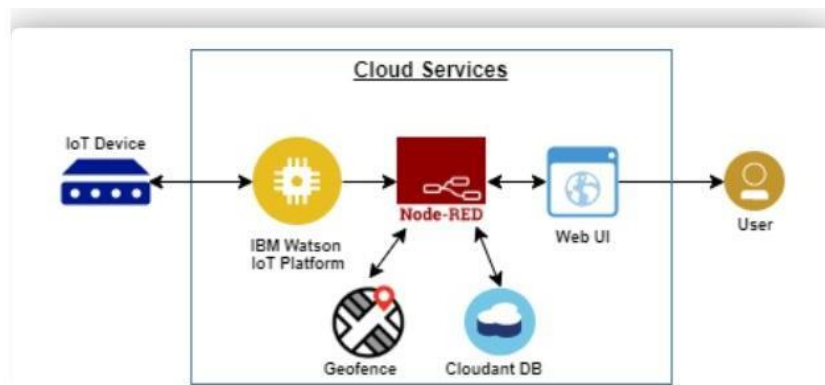 Cloud Services
IoT Device
Node-RED
IBM Watson
IoT Platform
Web UI
User
Geofence
Cloudant DB